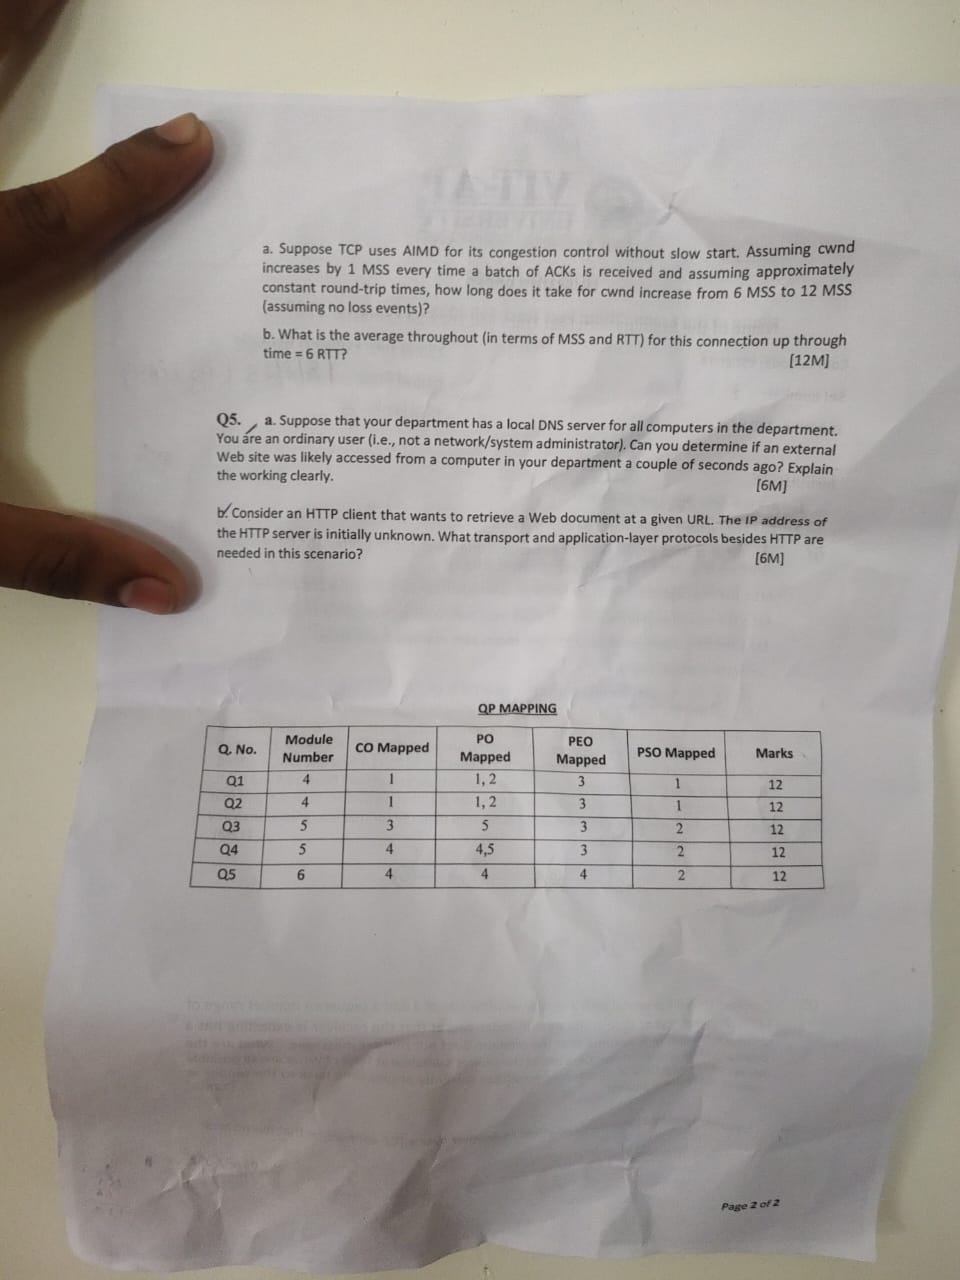 a. Suppose TCP uses AIMD for its congestion control without slow start. Assuming cwnd
increases by 1 MSS every time a batch of ACKs is received and assuming approximately
constant round-trip times, how long does it take for cwnd increase from 6 MSS to 12 MSS
(assuming no loss events)?
b. What is the average throughout (in terms of MSS and RTT) for this connection up through
time = 6 RTT? [12M]
Q5. a. Suppose that your department has a local DNS server for all computers in the department.
You are an ordinary user (i.e., not a network/system administrator). Can you determine if an external
Web site was likely accessed from a computer in your department a couple of seconds ago? Explain
the working clearly. [6M]
b. Consider an HTTP client that wants to retrieve a Web document at a given URL. The IP address of
the HTTP server is initially unknown. What transport and application-layer protocols besides HTTP are
needed in this scenario? [6M]
QP MAPPING
Q. No. Module Number CO Mapped PO Mapped PEO Mapped PSO Mapped Marks
Q1 4 1 1, 2 3 1 12
Q2 4 1 1, 2 3 1 12
Q3 5 3 5 3 2 12
Q4 5 4 4,5 3 2 12
Q5 6 4 4 4 2 12
Page 2 of 2